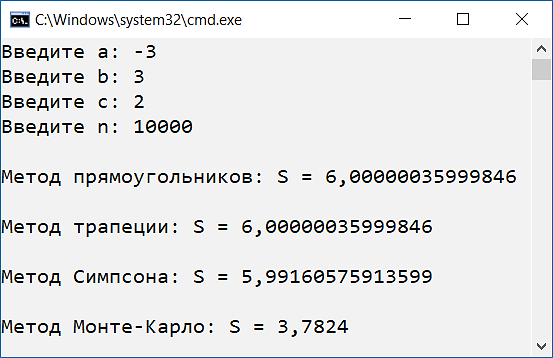 C:\Windows\system32\cmd.exe
Введите a: -3
Введите b: 3
Введите c: 2
Введите n: 10000
Метод прямоугольников: S = 6,00000035999846
Метод трапеции: S = 6,00000035999846
Метод Симпсона: S = 5,99160575913599
Метод Монте-Карло: S = 3,7824